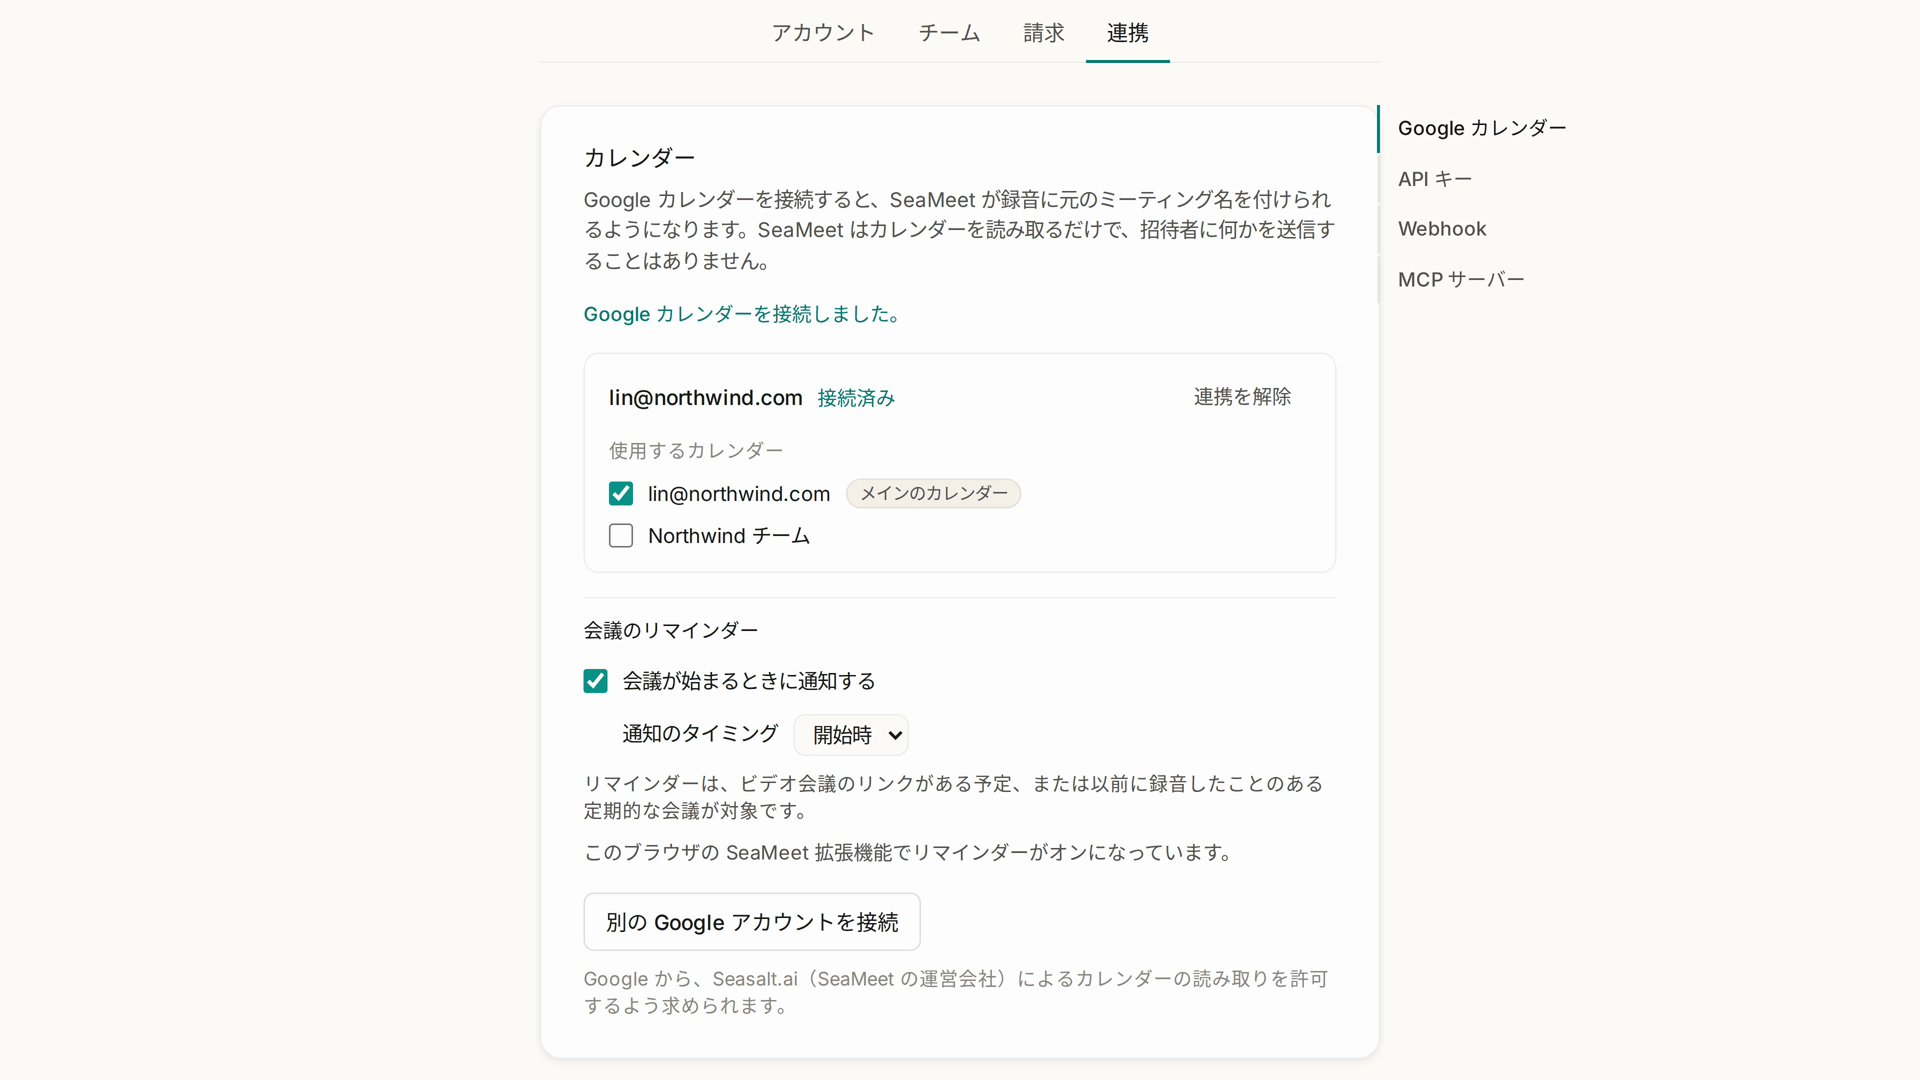 アカウント
チーム
請求
連携
カレンダー
Google カレンダーを接続すると、SeaMeet が録音に元のミーティング名を付けられ
るようになります。SeaMeet はカレンダーを読み取るだけで、招待者に何かを送信す
ることはありません。
Google カレンダーを接続しました。
lin@northwind.com 接続済み
連携を解除
使用するカレンダー
lin@northwind.com メインのカレンダー
Northwind チーム
会議のリマインダー
会議が始まるときに通知する
通知のタイミング 開始時
リマインダーは、ビデオ会議のリンクがある予定、または以前に録音したことのある
定期的な会議が対象です。
このブラウザの SeaMeet 拡張機能でリマインダーがオンになっています。
別の Google アカウントを接続
Google から、Seasalt.ai（SeaMeet の運営会社）によるカレンダーの読み取りを許可
するよう求められます。
Google カレンダー
API キー
Webhook
MCP サーバー